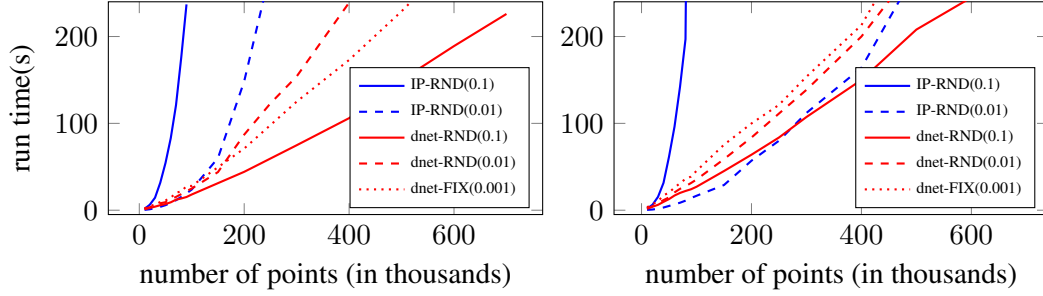 200
100
0
run time(s)
IP-RND(0.1)
IP-RND(0.01)
dnet-RND(0.1)
dnet-RND(0.01)
dnet-FIX(0.001)
0 200 400 600
number of points (in thousands)
200
100
0
IP-RND(0.1)
IP-RND(0.01)
dnet-RND(0.1)
dnet-RND(0.01)
dnet-FIX(0.001)
0 200 400 600
number of points (in thousands)